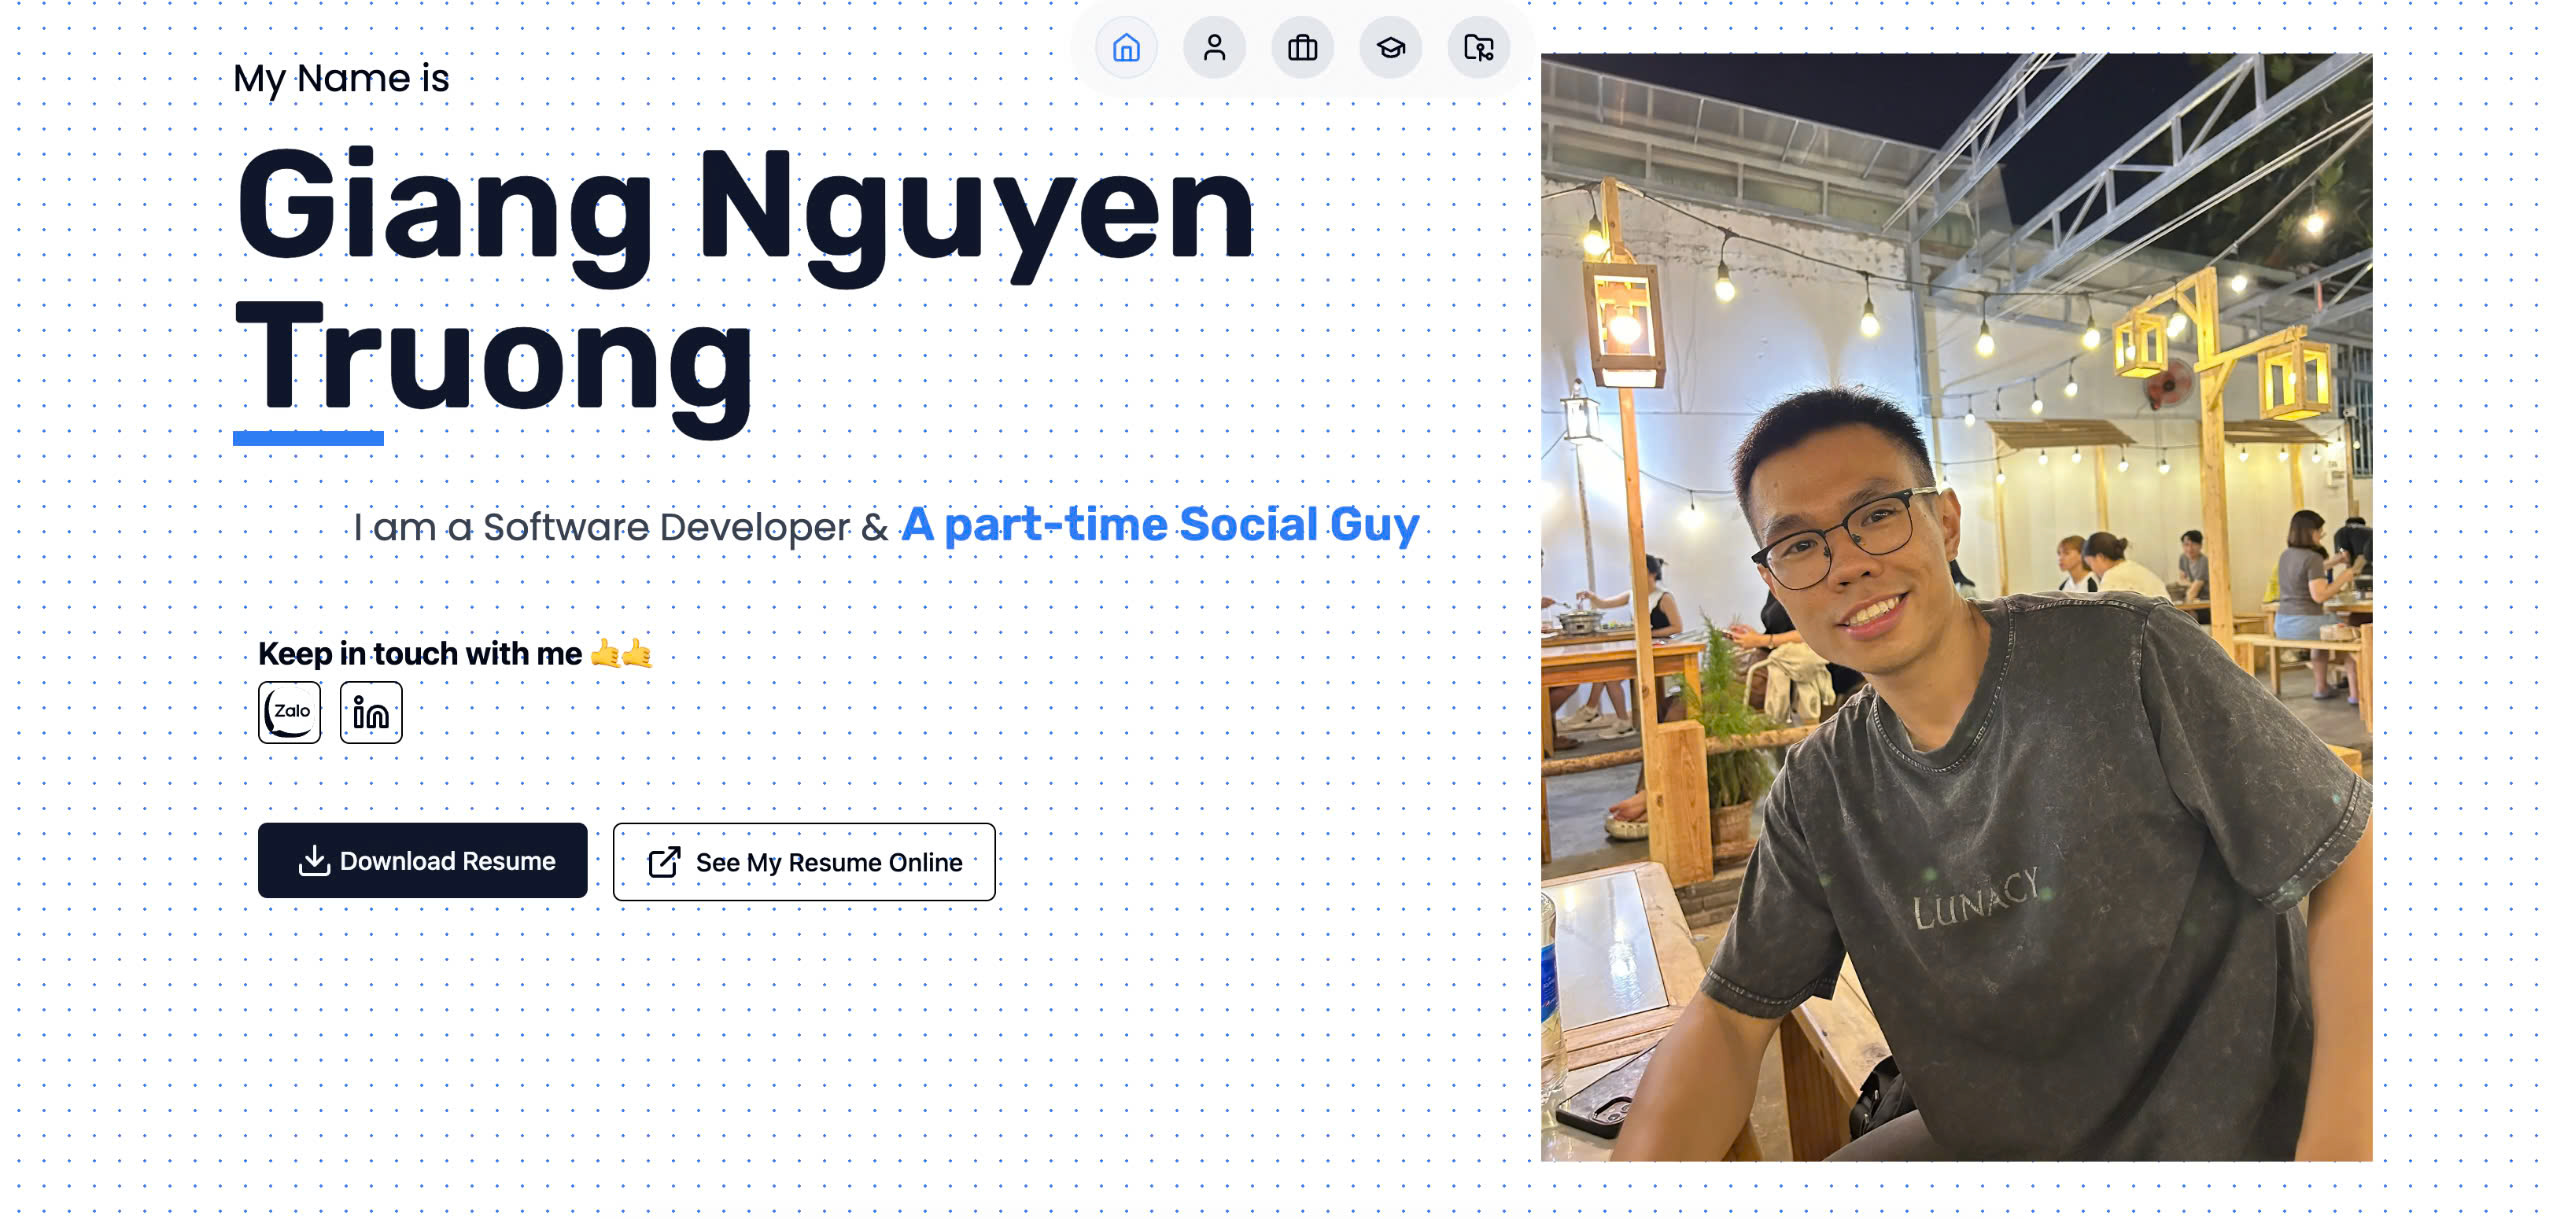 My Name is
Giang Nguyen
Truong
I am a Software Developer & A part-time Social Guy
Keep in touch with me 🤙🤙
Zalo
in
Download Resume
See My Resume Online
LUNACY